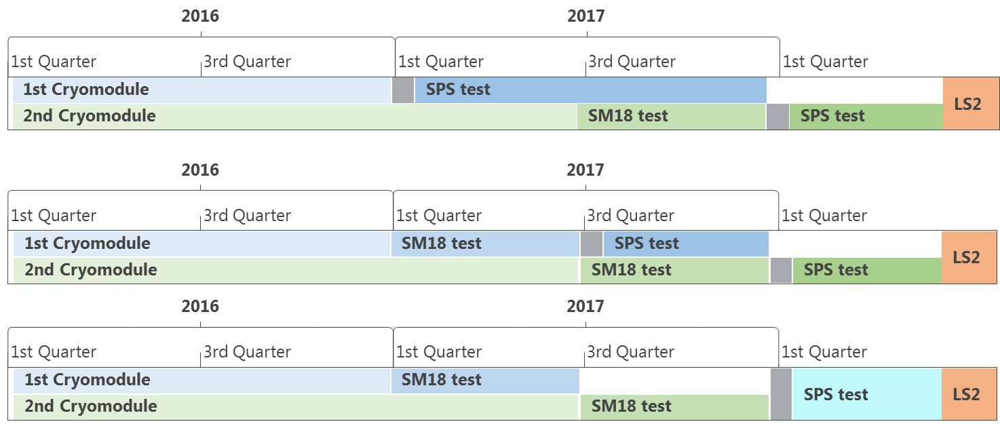 2016 2017
1st Quarter 3rd Quarter 1st Quarter 3rd Quarter 1st Quarter
1st Cryomodule SPS test
LS2
2nd Cryomodule SM18 test SPS test
2016 2017
1st Quarter 3rd Quarter 1st Quarter 3rd Quarter 1st Quarter
1st Cryomodule SM18 test SPS test
LS2
2nd Cryomodule SM18 test SPS test
2016 2017
1st Quarter 3rd Quarter 1st Quarter 3rd Quarter 1st Quarter
1st Cryomodule SM18 test
SPS test LS2
2nd Cryomodule SM18 test